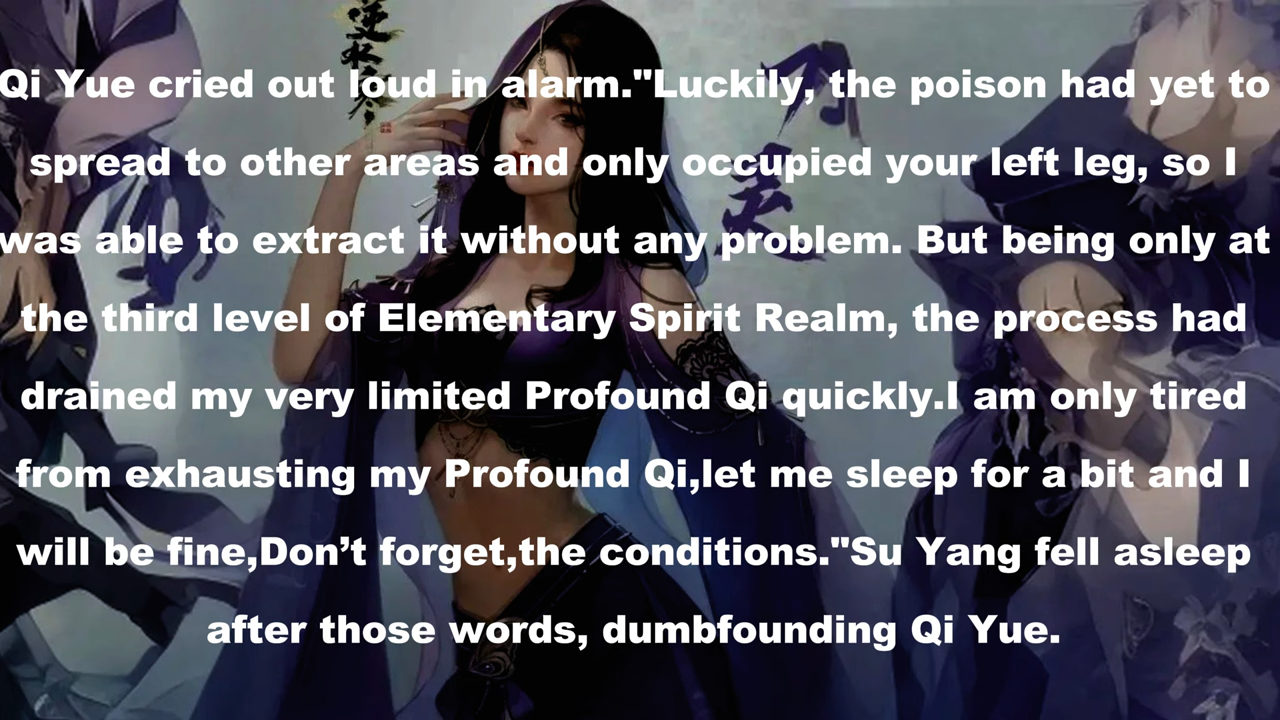 逆水寒
Qi Yue cried out loud in alarm."Luckily, the poison had yet to
spread to other areas and only occupied your left leg, so I
was able to extract it without any problem. But being only at
the third level of Elementary Spirit Realm, the process had
drained my very limited Profound Qi quickly.I am only tired
from exhausting my Profound Qi,let me sleep for a bit and I
will be fine,Don’t forget,the conditions."Su Yang fell asleep
after those words, dumbfounding Qi Yue.